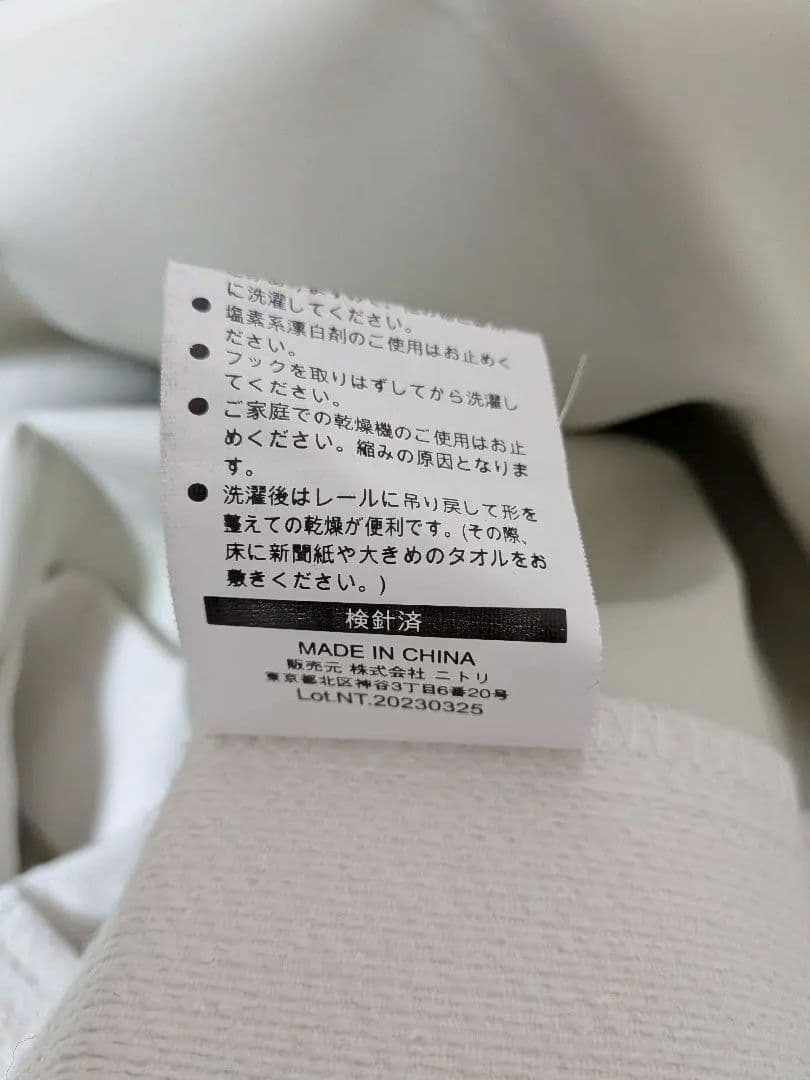 に洗濯してください。
● 塩素系漂白剤のご使用はお止めく
ださい。
● フックを取りはずしてから洗濯し
てください。
● ご家庭での乾燥機のご使用はお止
めください。縮みの原因となりま
す。
● 洗濯後はレールに吊り戻して形を
整えての乾燥が便利です。(その際、
床に新聞紙や大きめのタオルをお
敷きください。)
検針済
MADE IN CHINA
販売元 株式会社 ニトリ
東京都北区神谷3丁目6番20号
Lot.NT.20230325